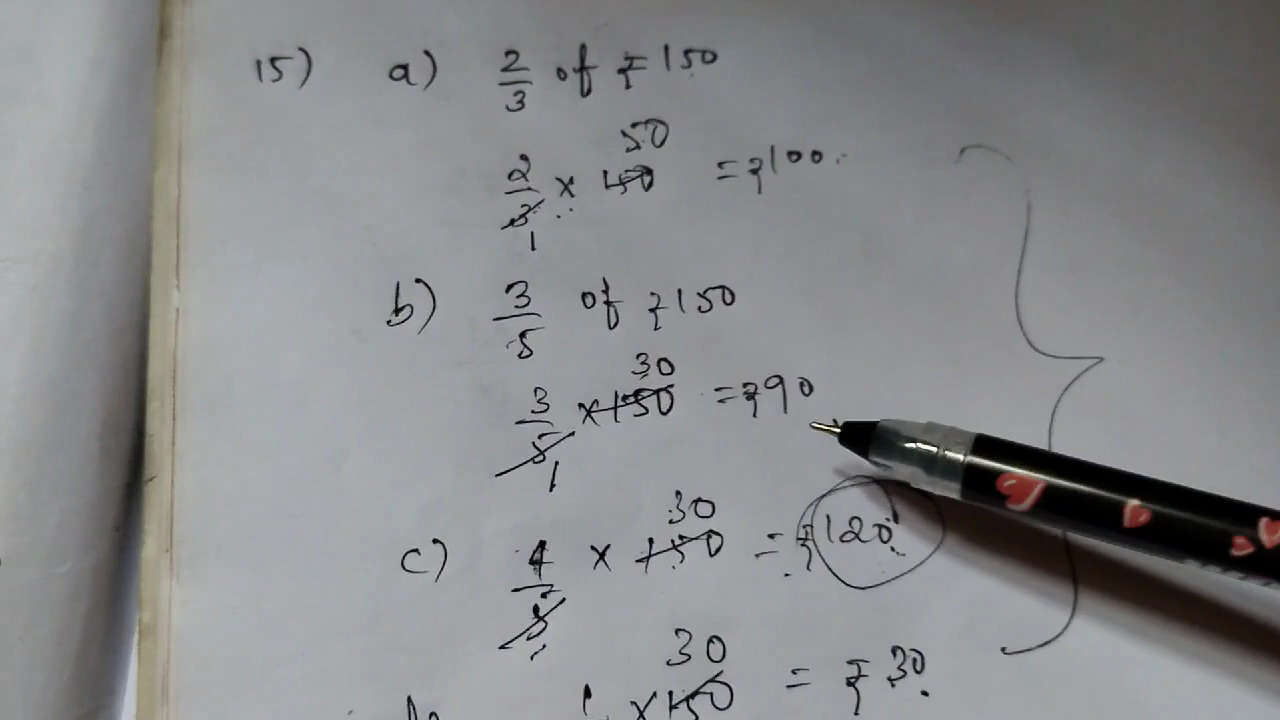 15) a) 2/3 of ₹150
50
2/3 × 150 = ₹100.
1
b) 3/5 of ₹150
30
3/5 × 150 = ₹90
1
30
c) 4/5 × 150 = ₹120.
30
× 150 = ₹30.